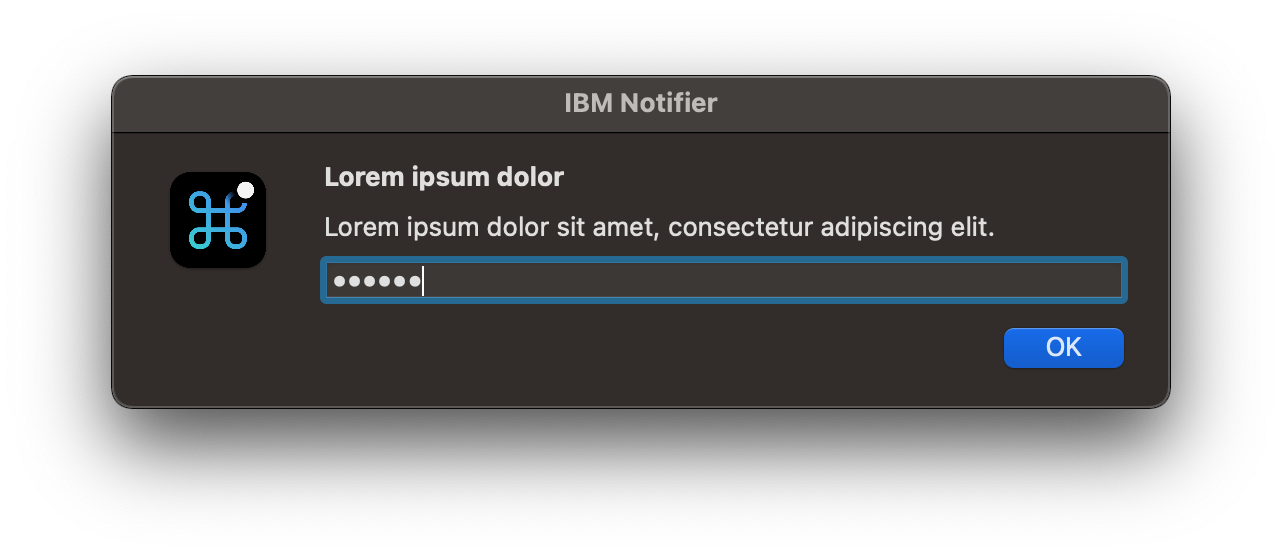 IBM Notifier
Lorem ipsum dolor
Lorem ipsum dolor sit amet, consectetur adipiscing elit.
••••••
OK